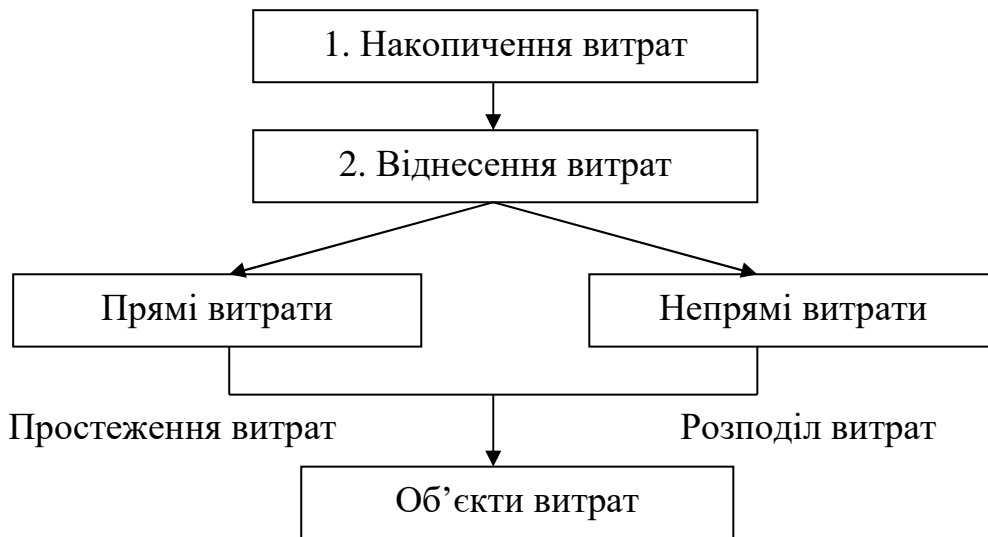 1. Накопичення витрат
2. Віднесення витрат
Прямі витрати
Непрямі витрати
Простеження витрат
Розподіл витрат
Об’єкти витрат